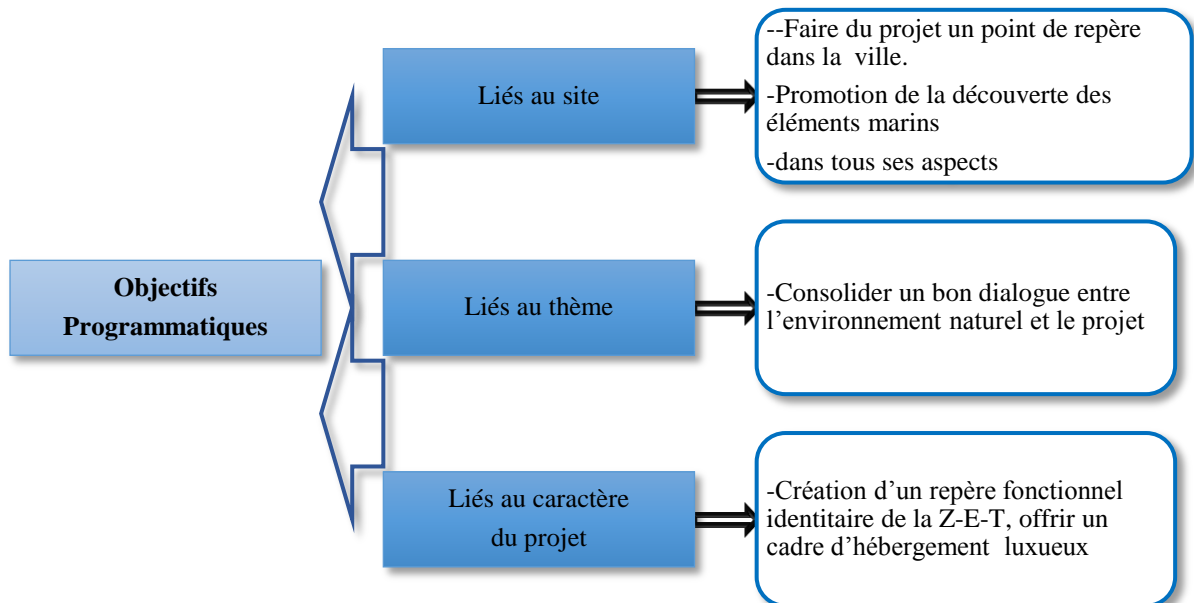 Objectifs
Programmatiques
Liés au site
--Faire du projet un point de repère
dans la ville.
-Promotion de la découverte des
éléments marins
-dans tous ses aspects
Liés au thème
-Consolider un bon dialogue entre
l’environnement naturel et le projet
Liés au caractère
du projet
-Création d’un repère fonctionnel
identitaire de la Z-E-T, offrir un
cadre d’hébergement luxueux